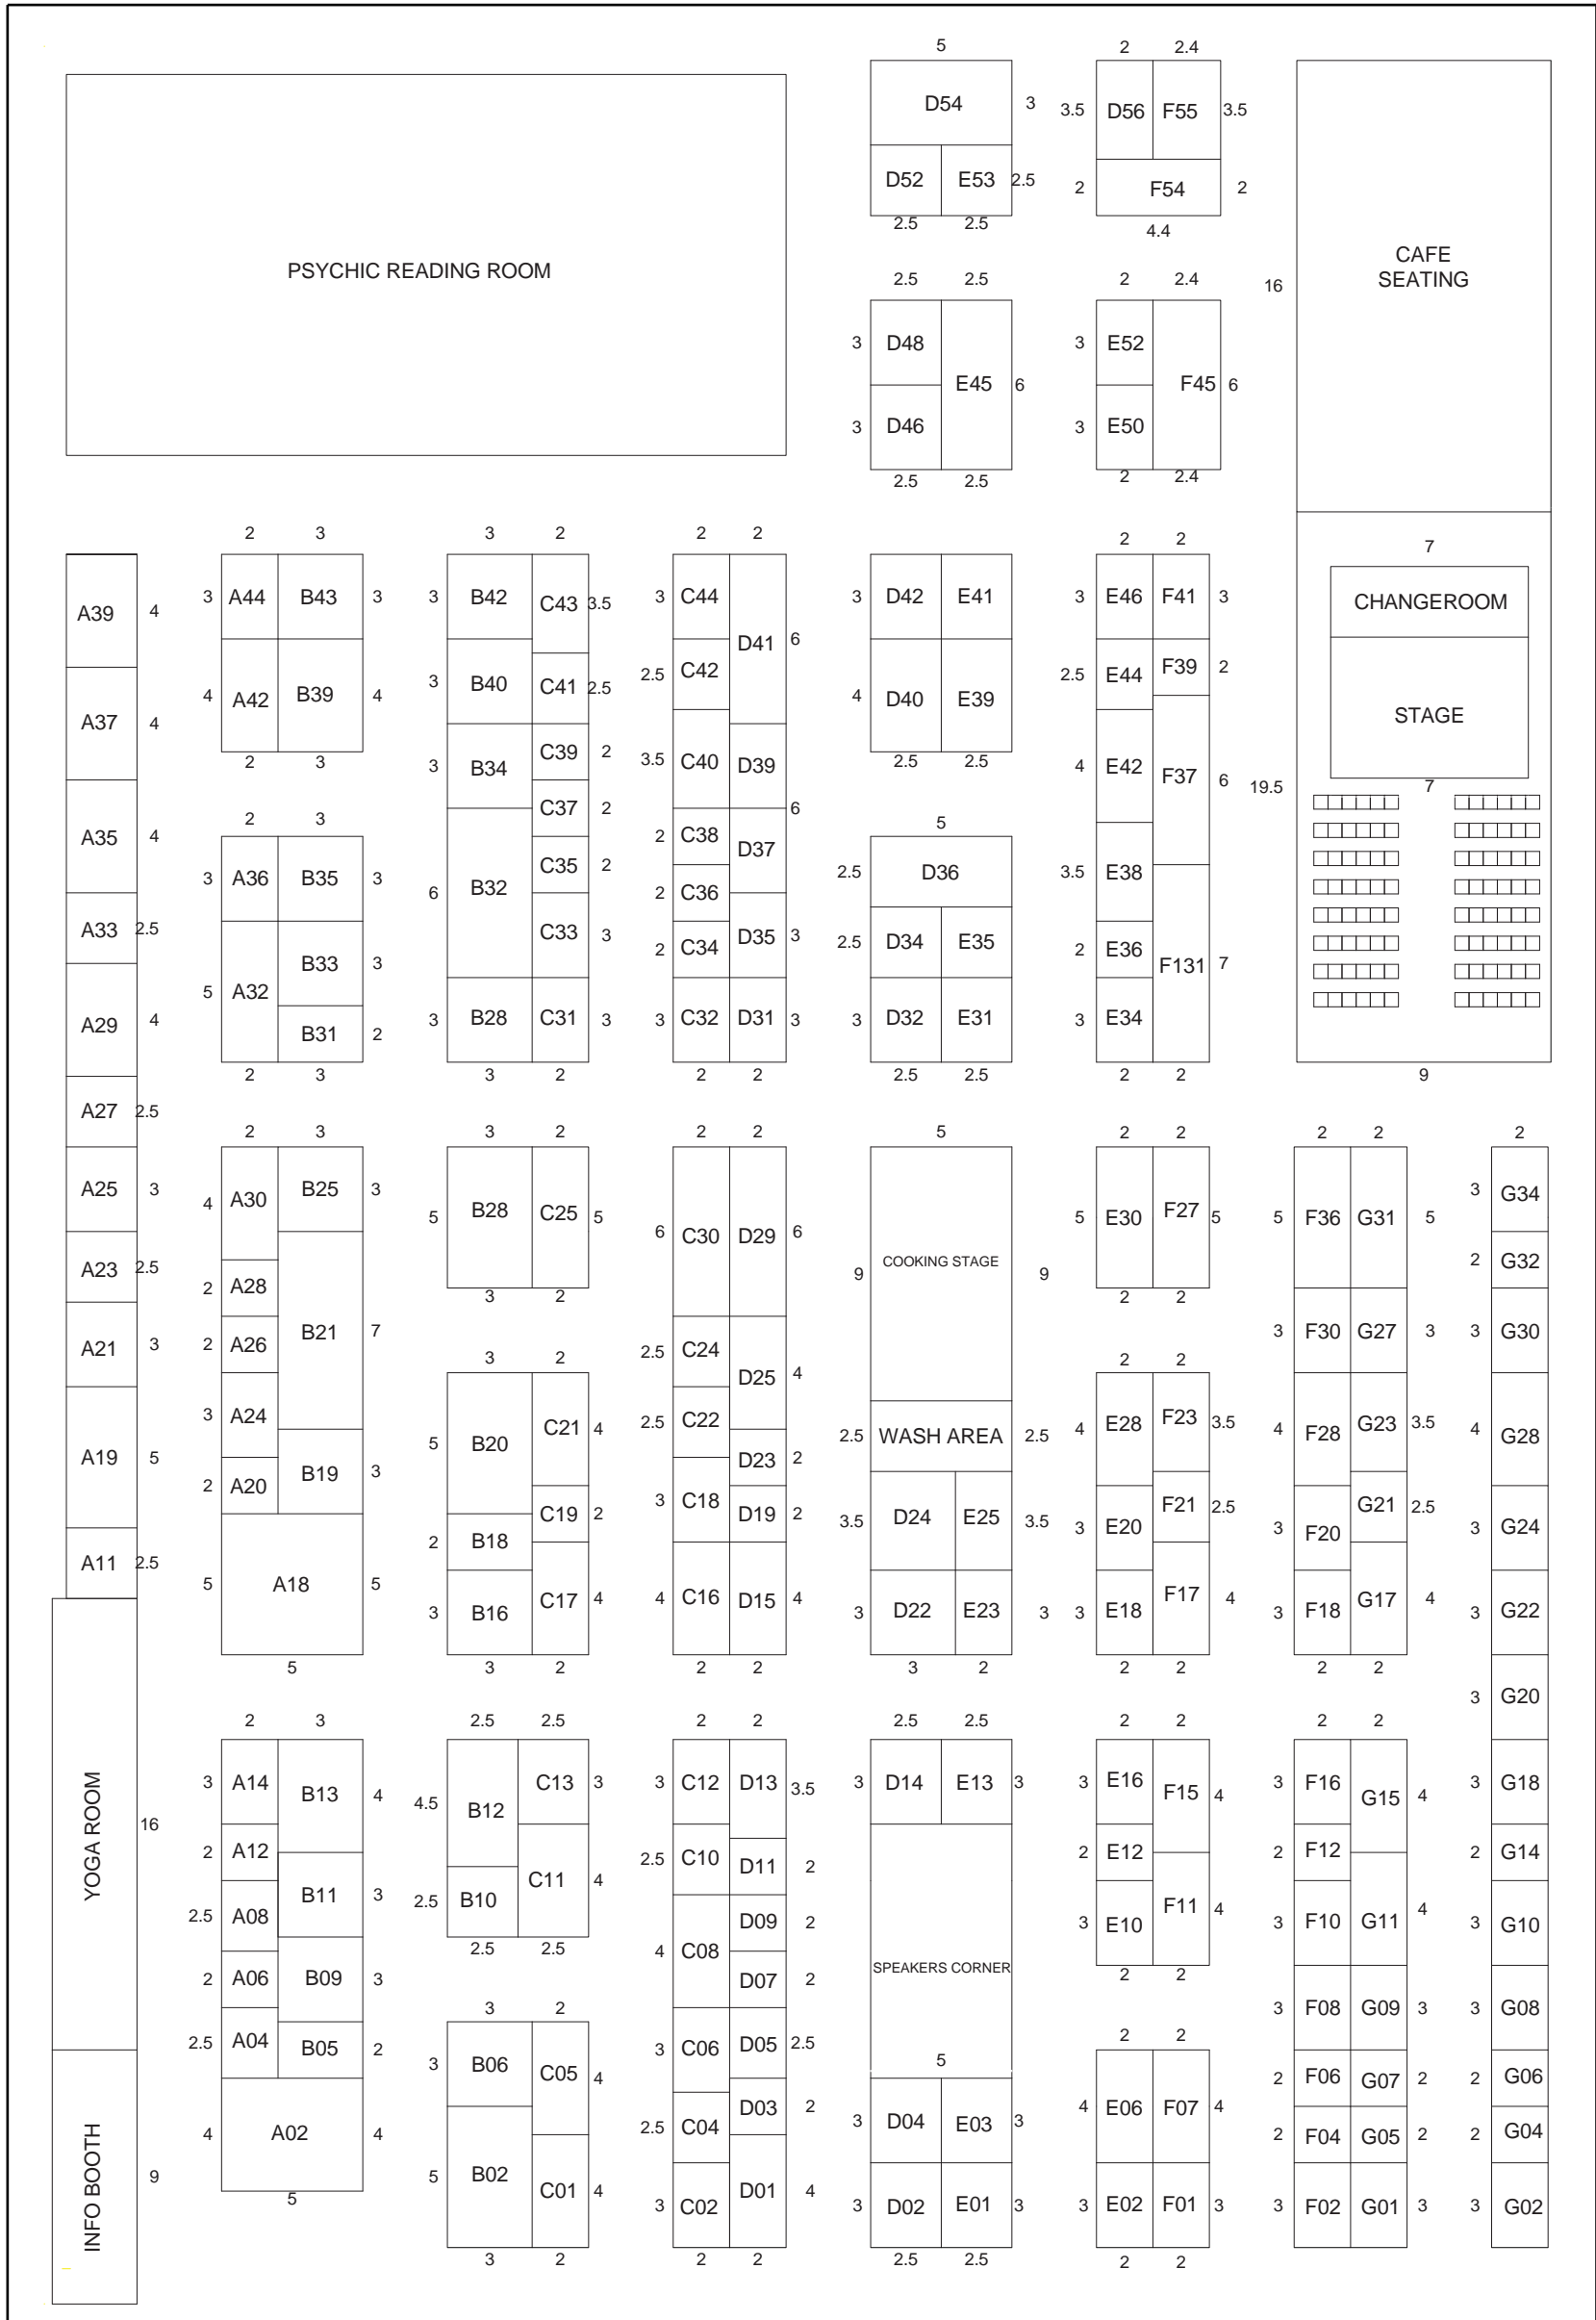 5 2 2.4
D54 3 3.5 D56 F55 3.5
D52 E53 2.5 2 F54 2
2.5 2.5 4.4
PSYCHIC READING ROOM
CAFE
SEATING
2.5 2.5 2 2.4 16
3 D48 3 E52
E45 6 F45 6
3 D46 3 E50
2.5 2.5 2 2.4
2 3 3 2 2 2 2 2 7
A39 4 3 A44 B43 3 3 B42 C43 3.5 3 C44 3 D42 E41 3 E46 F41 3 CHANGEROOM
D41 6
A37 4 4 A42 B39 4 3 B40 C41 2.5 2.5 C42 4 D40 E39 2.5 E44 F39 2 STAGE
2 3 3 B34 C39 2 3.5 C40 D39 2.5 2.5 4 E42 F37 6 19.5 7
C37 2 6
A35 4 2 3 2 C38 D37 5
3 A36 B35 3 6 B32 C35 2 2 C36 2.5 D36 3.5 E38
A33 2.5 C33 3 2 C34 D35 3 2.5 D34 E35 2 E36
5 A32 B33 3 F131 7
A29 4 B31 2 3 B28 C31 3 3 C32 D31 3 3 D32 E31 3 E34
2 3 3 2 2 2 2.5 2.5 2 2 9
A27 2.5
2 3 3 2 2 2 5 2 2 2 2 2
A25 3 4 A30 B25 3 5 B28 C25 5 6 C30 D29 6 5 E30 F27 5 5 F36 G31 5 3 G34
A23 2.5 2 A28 9 COOKING STAGE 9 2 G32
3 2 2 2
A21 3 2 A26 B21 7 2.5 C24 3 F30 G27 3 3 G30
3 2 D25 4 2 2
3 A24 5 B20 C21 4 2.5 C22 4 E28 F23 3.5 4 F28 G23 3.5 4 G28
A19 5 B19 3 D23 2 2.5 WASH AREA 2.5
2 A20 C19 2 3 C18 D19 2 3.5 D24 E25 3.5 3 E20 F21 2.5 3 F20 G21 2.5 3 G24
A11 2.5 2 B18
5 A18 5 3 B16 C17 4 4 C16 D15 4 3 D22 E23 3 3 E18 F17 4 3 F18 G17 4 3 G22
5 3 2 2 2 3 2 2 2 2 2
3 G20
2 3 2.5 2.5 2 2 2.5 2.5 2 2 2 2
YOGA ROOM 16
3 A14 B13 4 4.5 B12 C13 3 3 C12 D13 3.5 3 D14 E13 3 3 E16 F15 4 3 F16 G15 4 3 G18
2 A12 2.5 C10 D11 2 2 E12 2 F12 2 G14
B11 3 2.5 B10 C11 4
2.5 A08 D09 2 3 E10 F11 4 3 F10 G11 4 3 G10
2.5 2.5 4 C08
2 A06 B09 3 D07 2 SPEAKERS CORNER 2 2
3 2 3 F08 G09 3 3 G08
2.5 A04 B05 2 3 B06 C05 4 3 C06 D05 2.5 5 2 2
2 F06 G07 2 2 G06
INFO BOOTH 9
4 A02 4 2.5 C04 D03 2 3 D04 E03 3 4 E06 F07 4 2 F04 G05 2 2 G04
5 5 B02 C01 4 3 C02 D01 4 3 D02 E01 3 3 E02 F01 3 3 F02 G01 3 3 G02
3 2 2 2 2.5 2.5 2 2